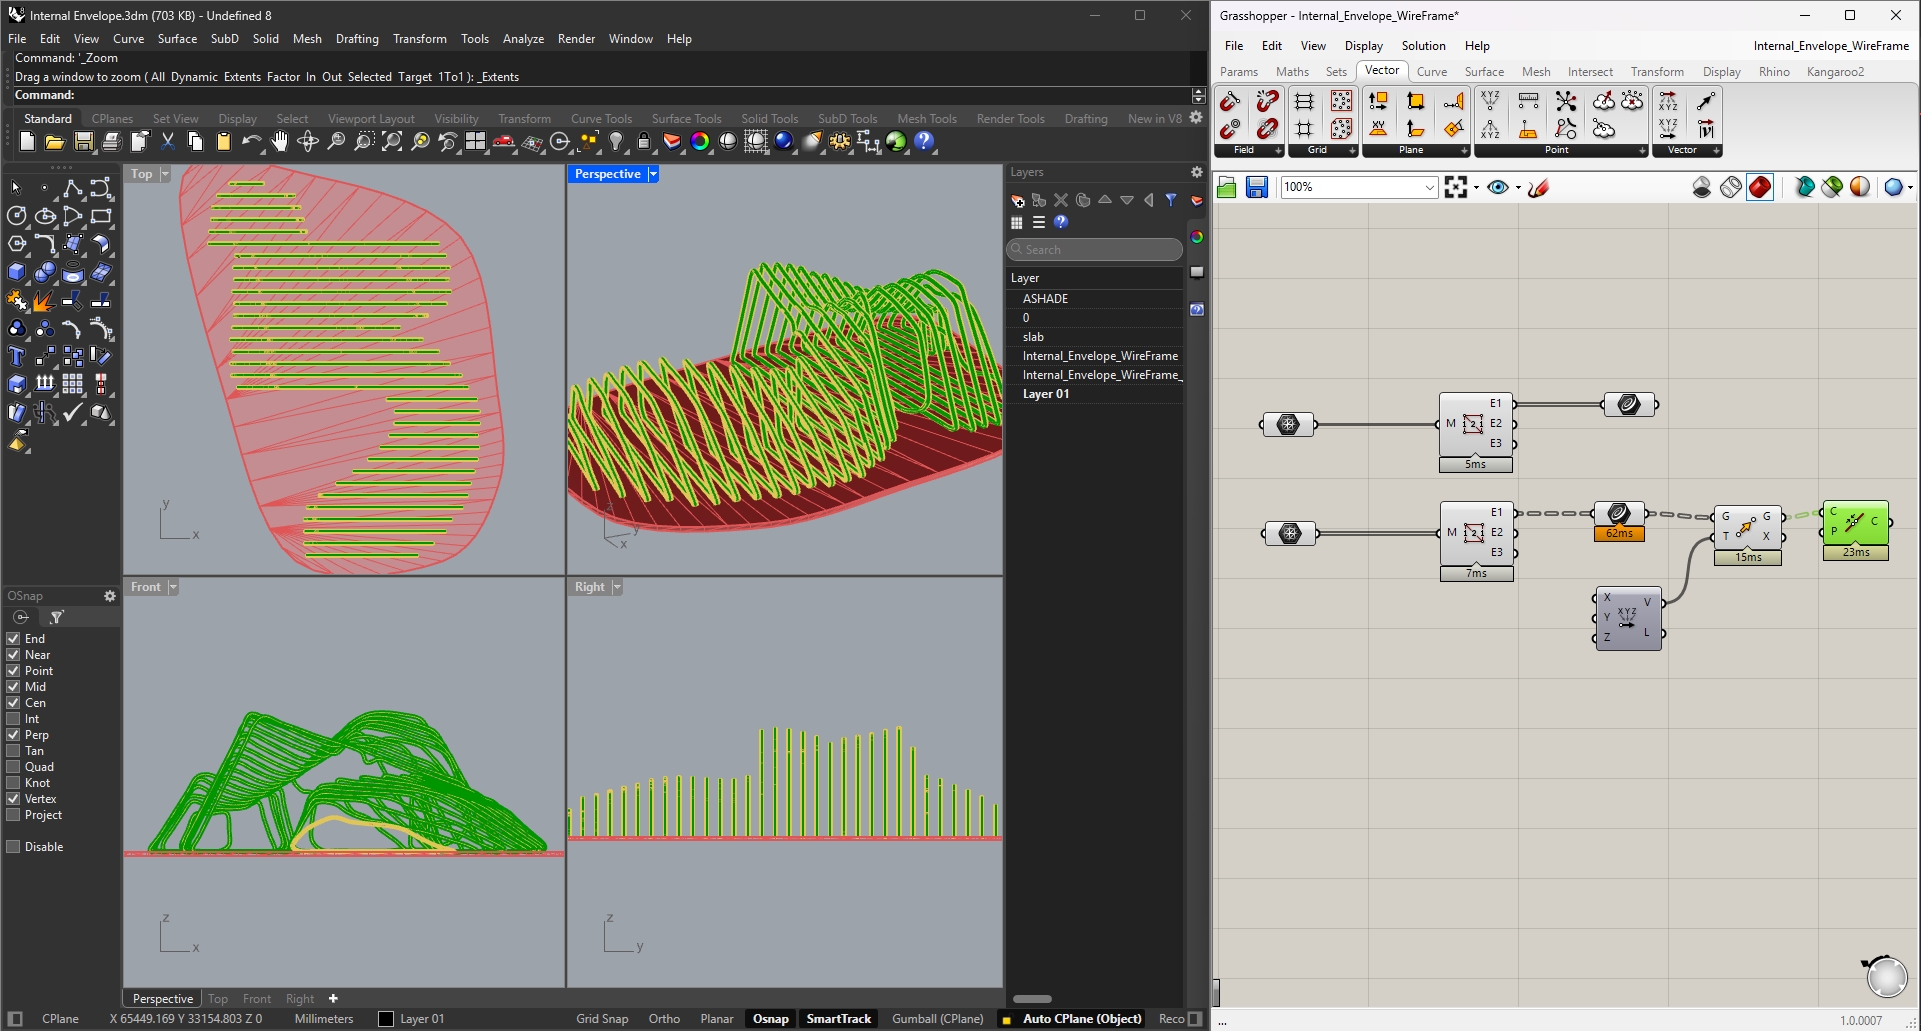 Internal Envelope.3dm (703 KB) - Undefined 8
File Edit View Curve Surface SubD Solid Mesh Drafting Transform Tools Analyze Render Window Help
Command: '_Zoom
Drag a window to zoom ( All Dynamic Extents Factor In Out Selected Target 1To1 ): _Extents
Command:
Standard CPlanes Set View Display Select Viewport Layout Visibility Transform Curve Tools Surface Tools Solid Tools SubD Tools Mesh Tools Render Tools Drafting New in V8
Top
y
x
Perspective
z
y
x
Front
z
x
Right
z
y
OSnap
End
Near
Point
Mid
Cen
Int
Perp
Tan
Quad
Knot
Vertex
Project
Disable
Layers
Search
Layer
ASHADE
0
slab
Internal_Envelope_WireFrame
Internal_Envelope_WireFrame_
Layer 01
Perspective Top Front Right
CPlane X 65449.169 Y 33154.803 Z 0 Millimeters Layer 01 Grid Snap Ortho Planar Osnap SmartTrack Gumball (CPlane) Auto CPlane (Object) Reco
Grasshopper - Internal_Envelope_WireFrame*
File Edit View Display Solution Help Internal_Envelope_WireFrame
Params Maths Sets Vector Curve Surface Mesh Intersect Transform Display Rhino Kangaroo2
Field Grid Plane Point Vector
100%
M E1
E2
E3
5ms
M E1
E2
E3
7ms
62ms
G G
T X
15ms
C C
P
23ms
X V
Y XYZ
Z L
...
1.0.0007